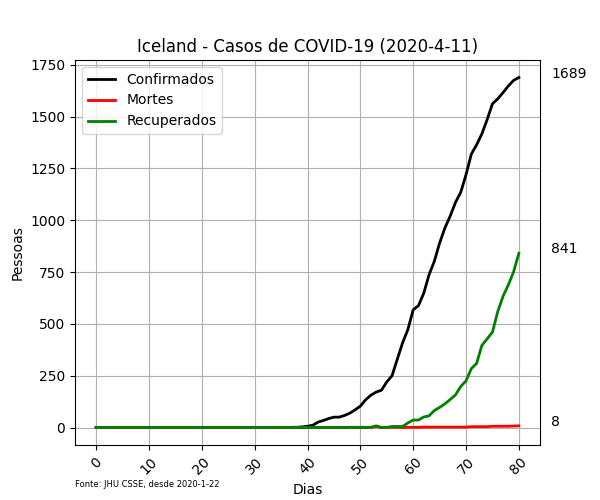 Iceland - Casos de COVID-19 (2020-4-11)
1750
1500
1250
1000
750
500
250
0
Pessoas
Confirmados
Mortes
Recuperados
1689
841
8
0
10
20
30
40
50
60
70
80
Dias
Fonte: JHU CSSE, desde 2020-1-22